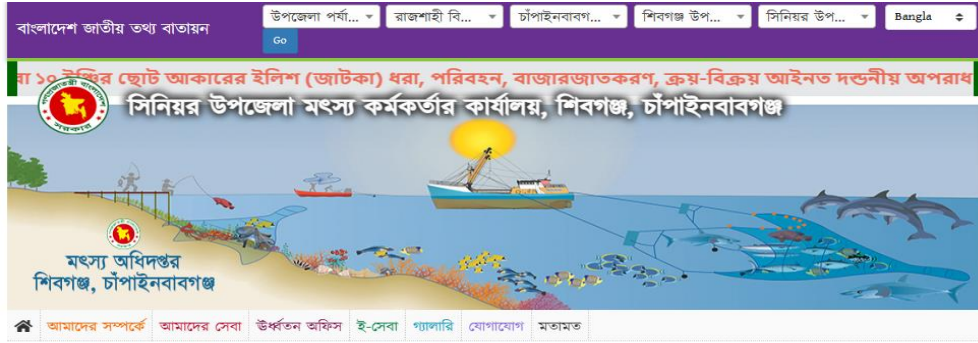 বাংলাদেশ জাতীয় তথ্য বাতায়ন
উপজেলা পর্যা... রাজশাহী বি... চাঁপাইনবাবগ... শিবগঞ্জ উপ... সিনিয়র উপ... Bangla
Go
বা ১০ ইঞ্চির ছোট আকারের ইলিশ (জাটকা) ধরা, পরিবহন, বাজারজাতকরণ, ক্রয়-বিক্রয় আইনত দন্ডনীয় অপরাধ
সিনিয়র উপজেলা মৎস্য কর্মকর্তার কার্যালয়, শিবগঞ্জ, চাঁপাইনবাবগঞ্জ
মৎস্য অধিদপ্তর
শিবগঞ্জ, চাঁপাইনবাবগঞ্জ
আমাদের সম্পর্কে আমাদের সেবা ঊর্ধ্বতন অফিস ই-সেবা গ্যালারি যোগাযোগ মতামত